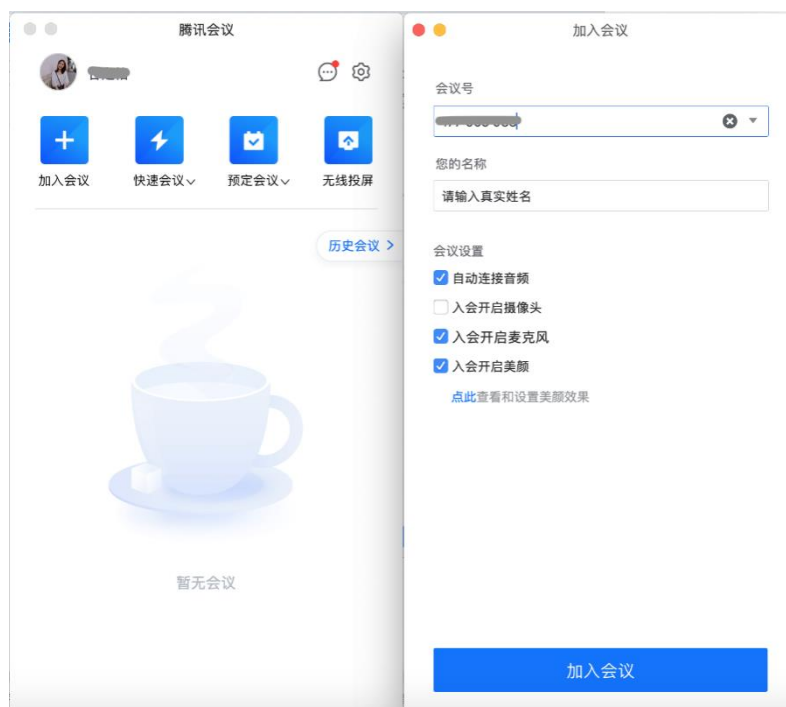 腾讯会议
加入会议
快速会议
预定会议
无线投屏
历史会议
暂无会议
加入会议
会议号
您的名称
请输入真实姓名
会议设置
自动连接音频
入会开启摄像头
入会开启麦克风
入会开启美颜
点此查看和设置美颜效果
加入会议